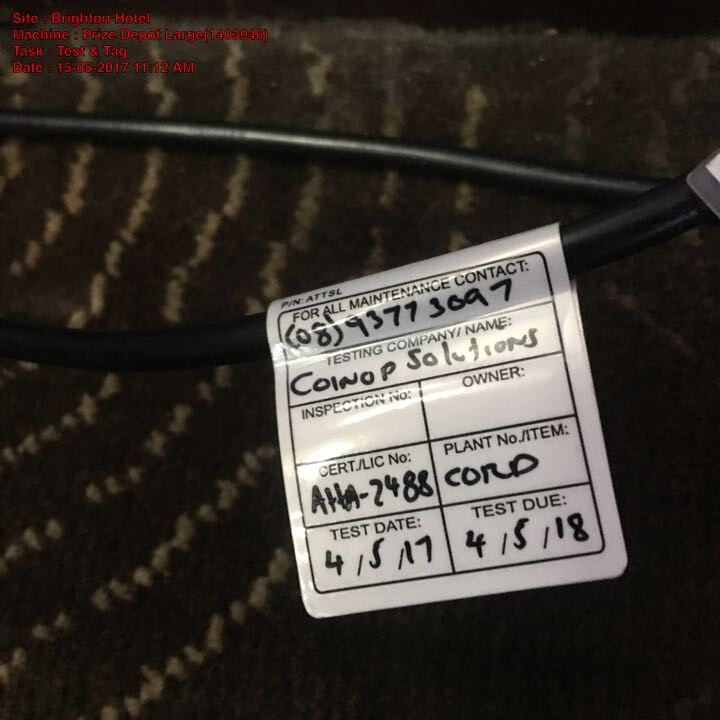 Site : Brighton Hotel
Machine : Prize Depot Large(1403946)
Task : Test & Tag
Date : 15-05-2017 11:12 AM
P/N: ATTSL
FOR ALL MAINTENANCE CONTACT:
(08) 93773097
TESTING COMPANY/ NAME:
COINOP SOLUTIONS
INSPECTION No: OWNER:
CERT./LIC No: PLANT No./ITEM:
AHA-2488 CORD
TEST DATE: TEST DUE:
4/5/17 4/5/18